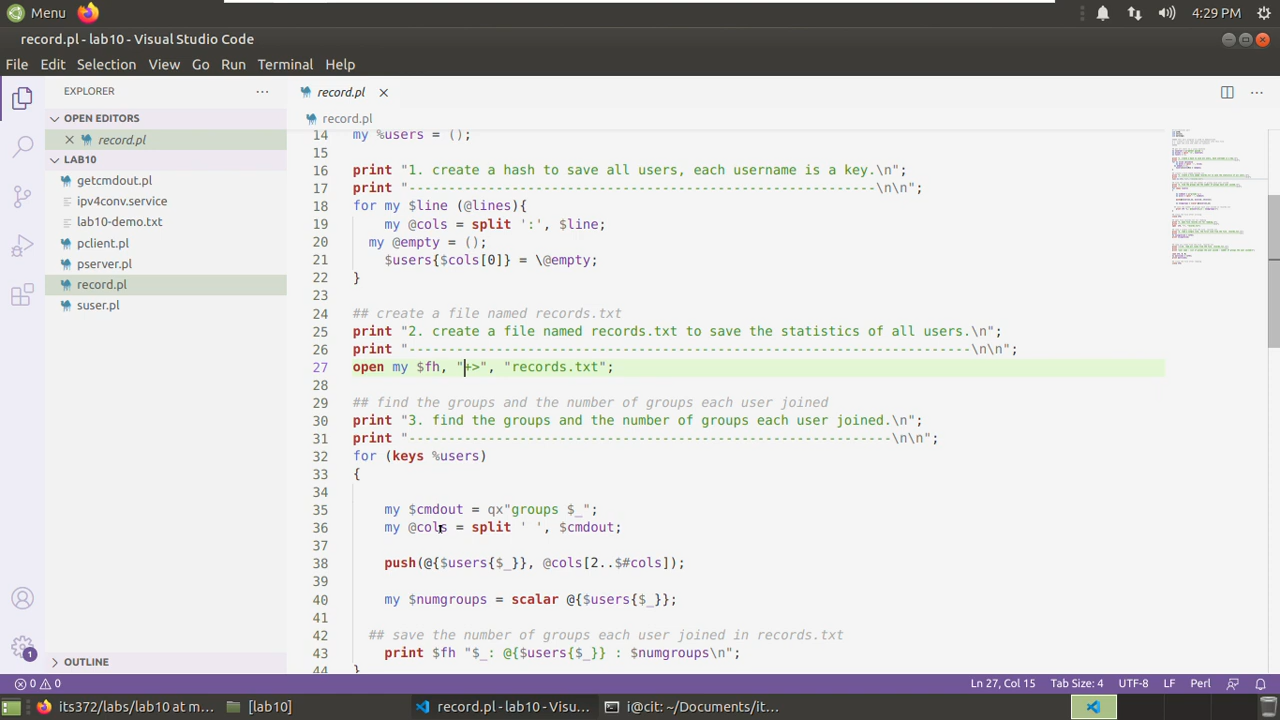 Menu
4:29 PM
record.pl - lab10 - Visual Studio Code
File Edit Selection View Go Run Terminal Help
EXPLORER
OPEN EDITORS
record.pl
LAB10
getcmdout.pl
ipv4conv.service
lab10-demo.txt
pclient.pl
pserver.pl
record.pl
suser.pl
OUTLINE
record.pl
record.pl
14 my %users = ();
15
16 print "1. create a hash to save all users, each username is a key.\n";
17 print "----------------------------------------------------------\n\n";
18 for my $line (@lines){
19     my @cols = split ':', $line;
20   my @empty = ();
21     $users{$cols[0]} = \@empty;
22 }
23
24 ## create a file named records.txt
25 print "2. create a file named records.txt to save the statistics of all users.\n";
26 print "----------------------------------------------------------------------\n\n";
27 open my $fh, "+>", "records.txt";
28
29 ## find the groups and the number of groups each user joined
30 print "3. find the groups and the number of groups each user joined.\n";
31 print "------------------------------------------------------------\n\n";
32 for (keys %users)
33 {
34
35     my $cmdout = qx"groups $_";
36     my @cols = split ' ', $cmdout;
37
38     push(@{$users{$_}}, @cols[2..$#cols]);
39
40     my $numgroups = scalar @{$users{$_}};
41
42   ## save the number of groups each user joined in records.txt
43     print $fh "$_: @{$users{$_}} : $numgroups\n";
44 }
1
0 0
Ln 27, Col 15 Tab Size: 4 UTF-8 LF Perl
its372/labs/lab10 at m... [lab10] record.pl - lab10 - Visu... i@cit: ~/Documents/it...